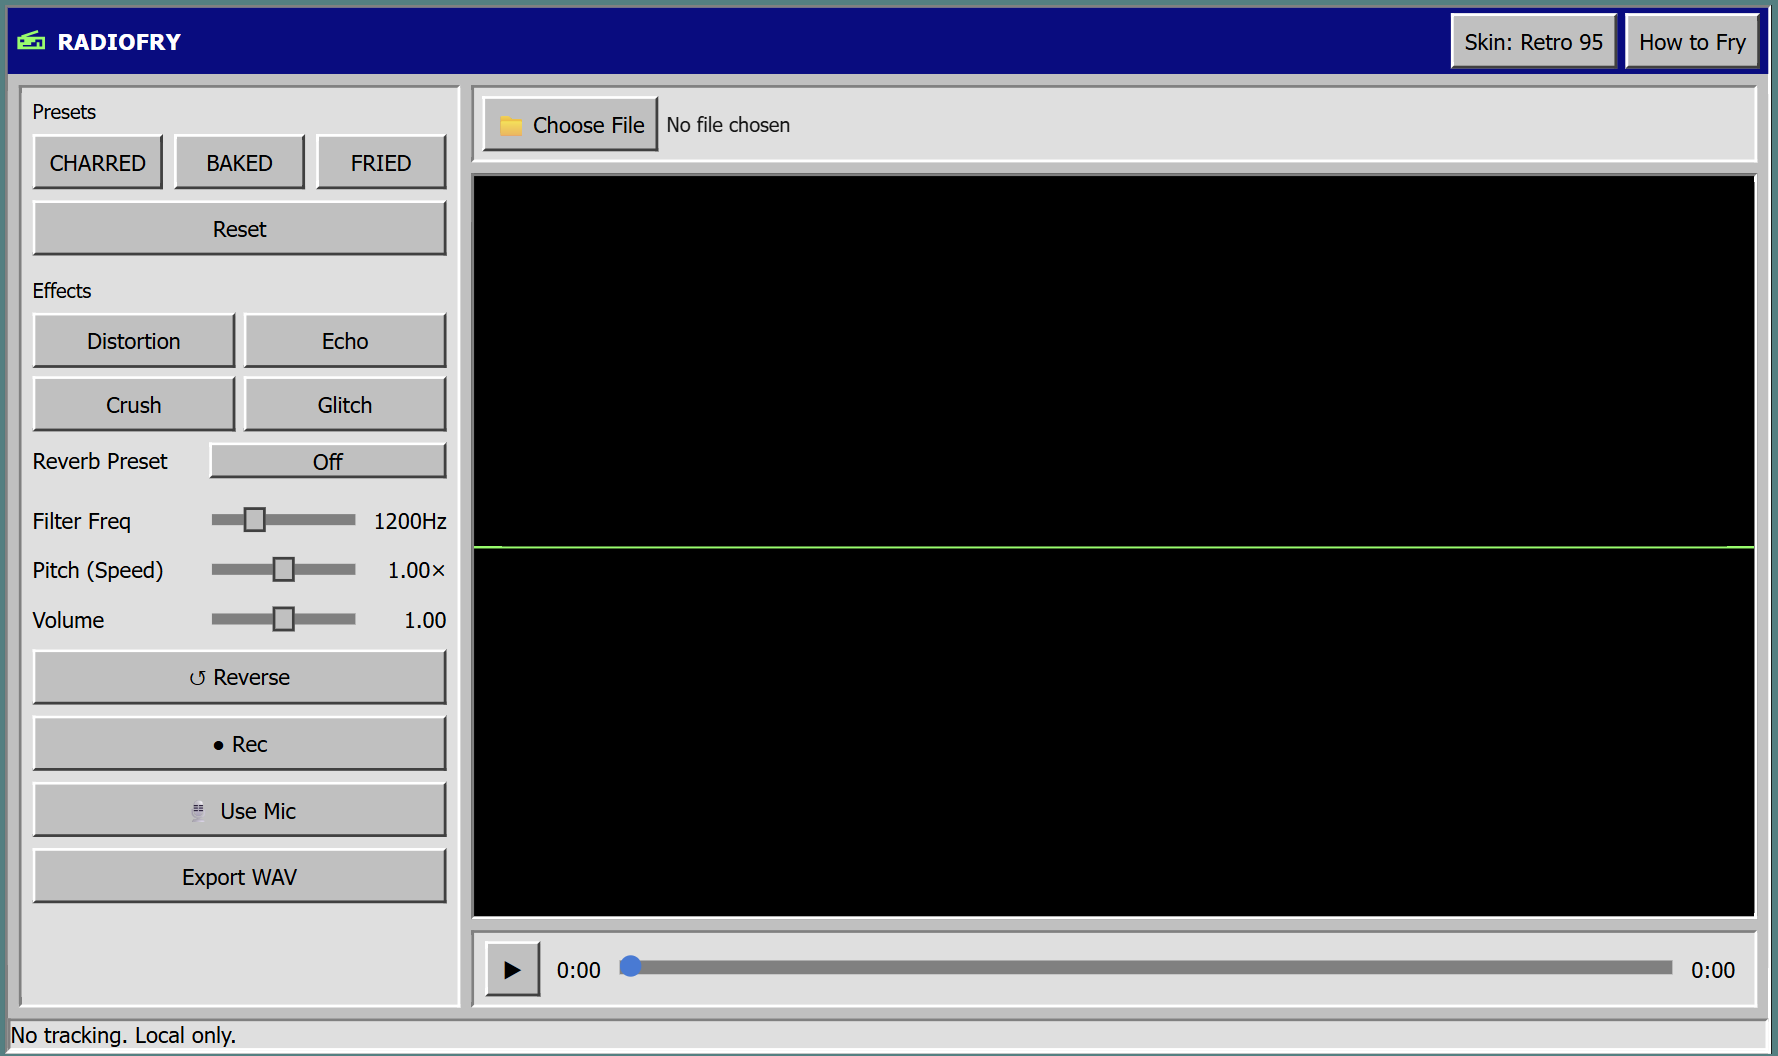 RADIOFRY
Skin: Retro 95
How to Fry
Presets
CHARRED
BAKED
FRIED
Reset
Effects
Distortion
Echo
Crush
Glitch
Reverb Preset
Off
Filter Freq
1200Hz
Pitch (Speed)
1.00×
Volume
1.00
↺ Reverse
● Rec
Use Mic
Export WAV
Choose File
No file chosen
0:00
0:00
No tracking. Local only.